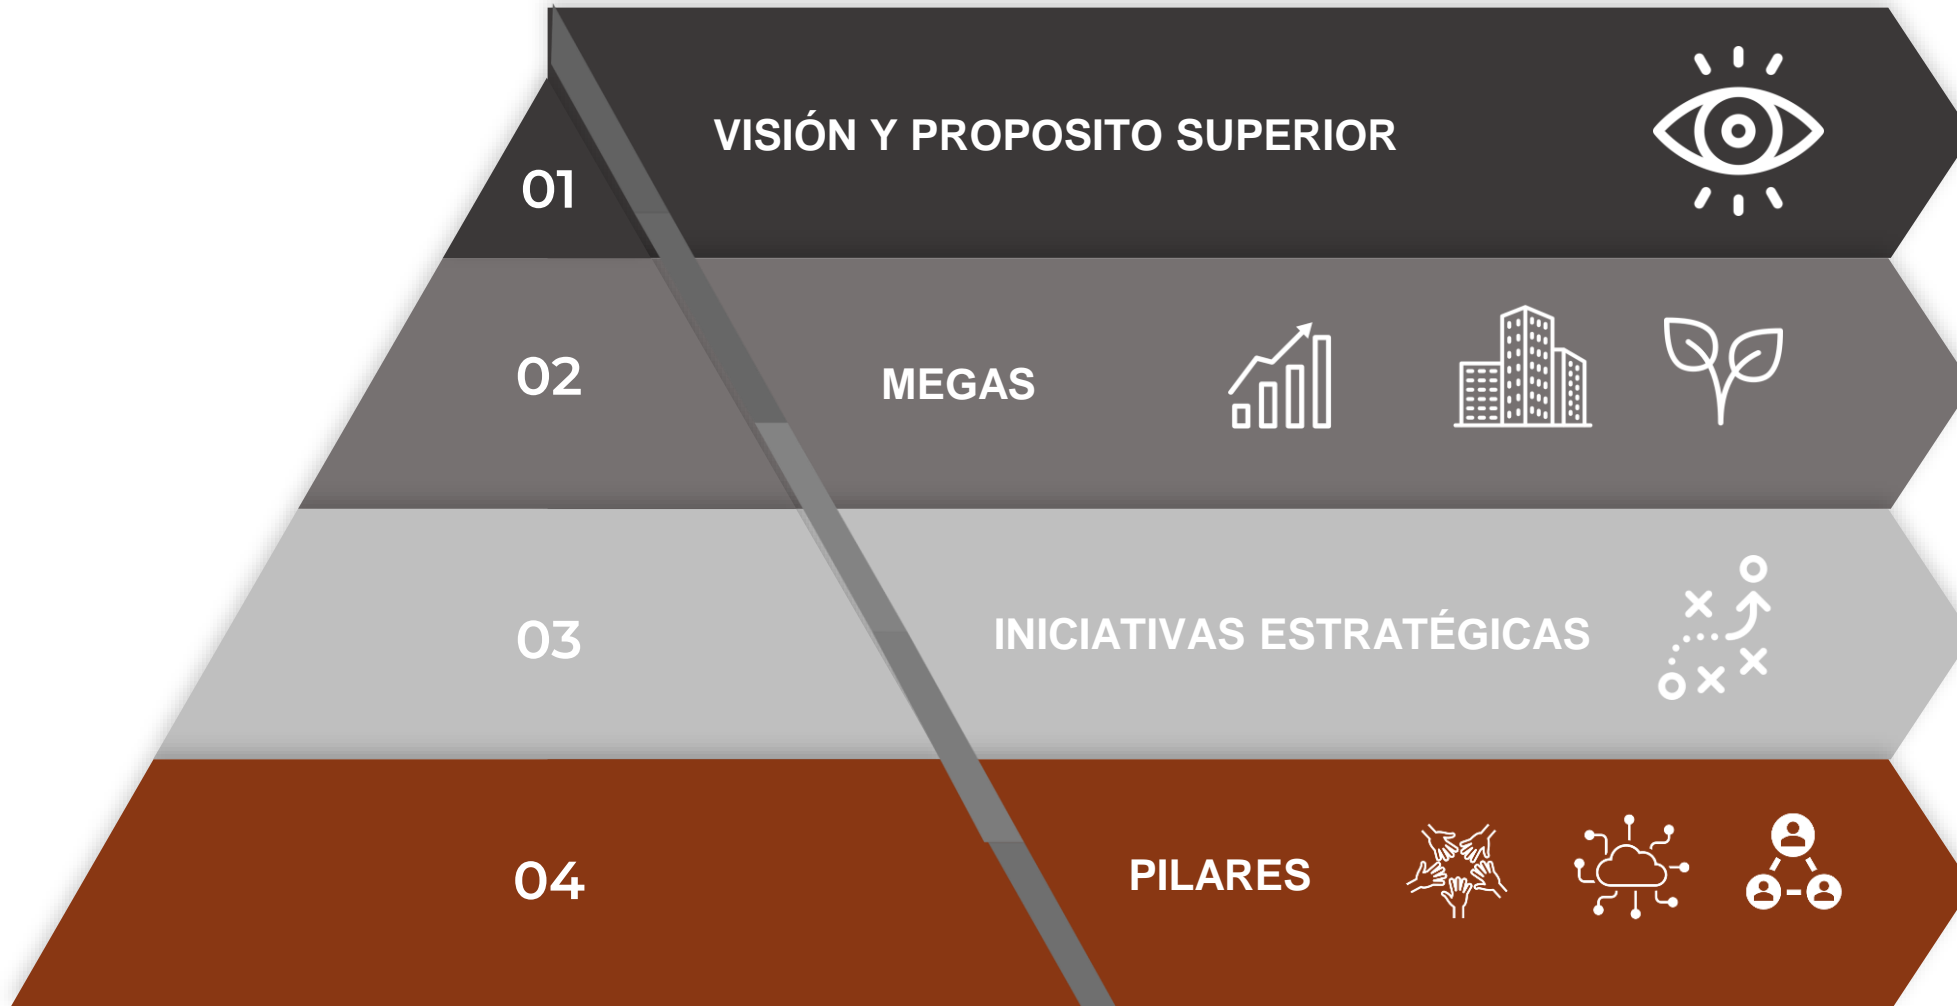 01
VISIÓN Y PROPOSITO SUPERIOR
02
MEGAS
03
INICIATIVAS ESTRATÉGICAS
04
PILARES